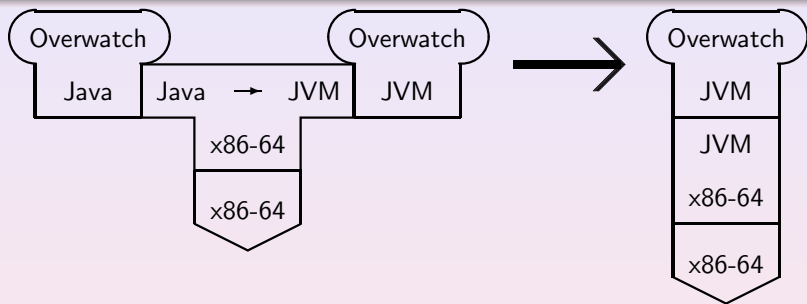 Overwatch Overwatch Overwatch
Java Java → JVM JVM JVM
x86-64 JVM
x86-64 x86-64
x86-64